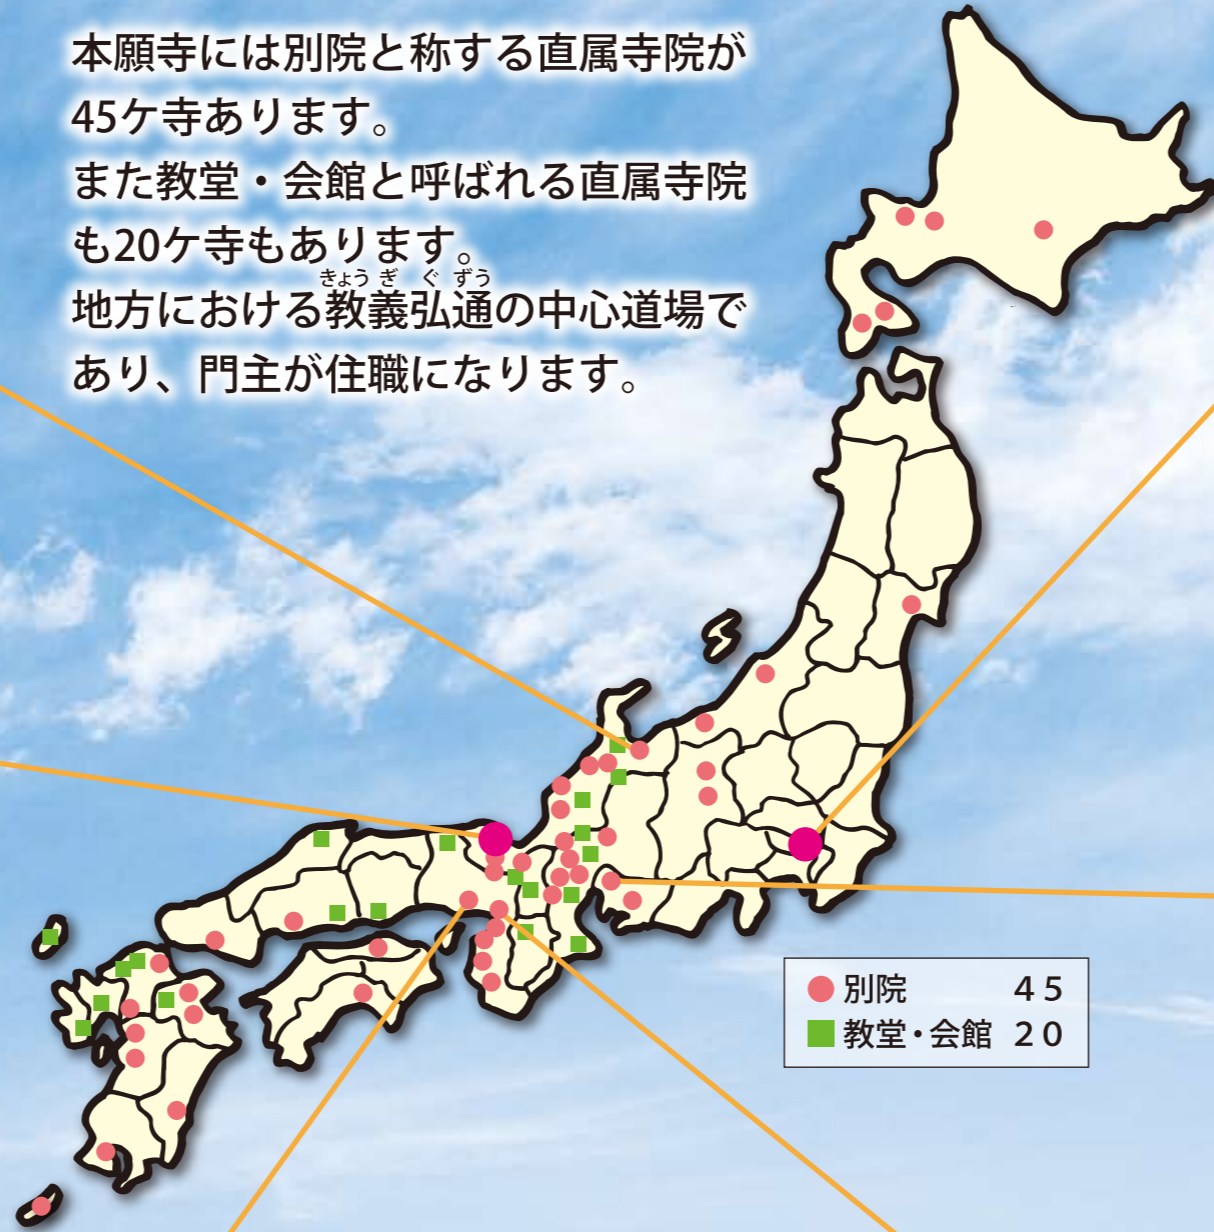 本願寺には別院と称する直属寺院が
45ケ寺あります。
また教堂・会館と呼ばれる直属寺院
も20ケ寺もあります。
きょう ぎ ぐ ずう
地方における教義弘通の中心道場で
あり、門主が住職になります。
別院 45
教堂・会館 20